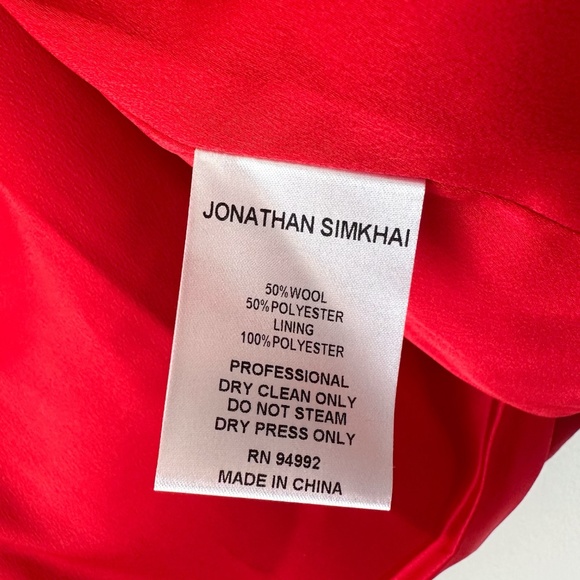 JONATHAN SIMKHAI
50%WOOL
50%POLYESTER
LINING
100%POLYESTER
PROFESSIONAL
DRY CLEAN ONLY
DO NOT STEAM
DRY PRESS ONLY
RN 94992
MADE IN CHINA